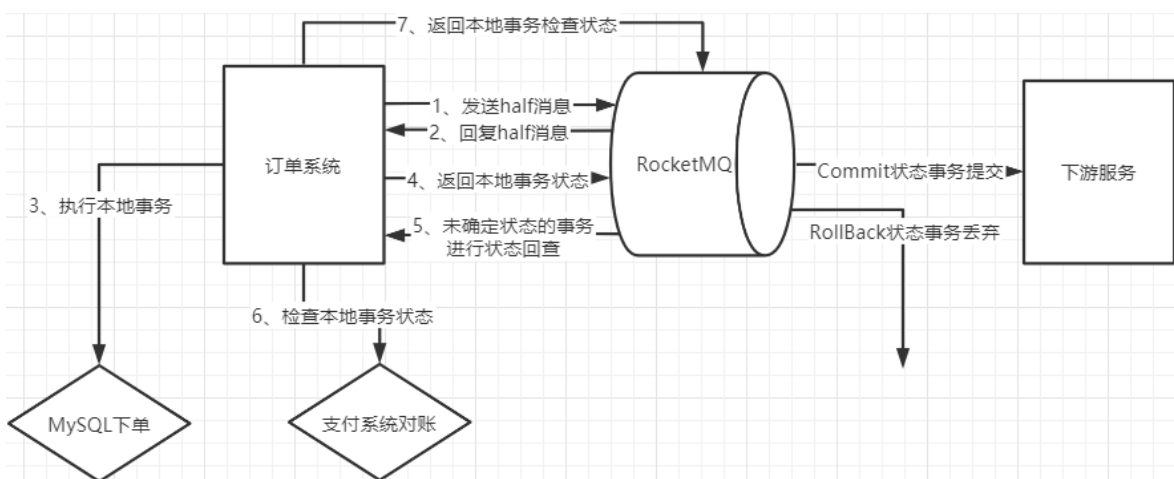 7、返回本地事务检查状态
1、发送half消息
2、回复half消息
订单系统
RocketMQ
Commit状态事务提交
下游服务
4、返回本地事务状态
3、执行本地事务
5、未确定状态的事务
进行状态回查
RollBack状态事务丢弃
6、检查本地事务状态
MySQL下单
支付系统对账